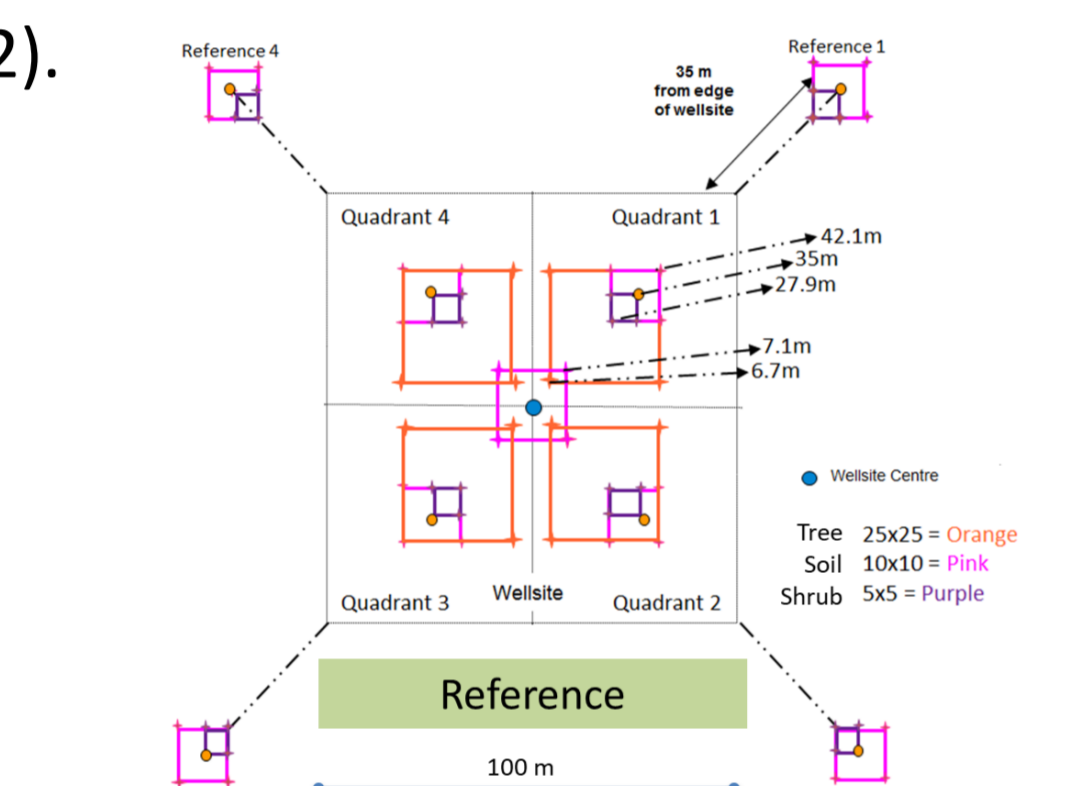 2).
Reference 4
Reference 1
35 m
from edge
of wellsite
Quadrant 4
Quadrant 1
42.1m
35m
27.9m
7.1m
6.7m
Wellsite Centre
Tree 25x25 = Orange
Soil 10x10 = Pink
Shrub 5x5 = Purple
Wellsite
Quadrant 3
Quadrant 2
Reference
100 m